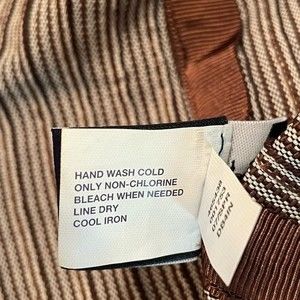 HAND WASH COLD
ONLY NON-CHLORINE
BLEACH WHEN NEEDED
LINE DRY
COOL IRON